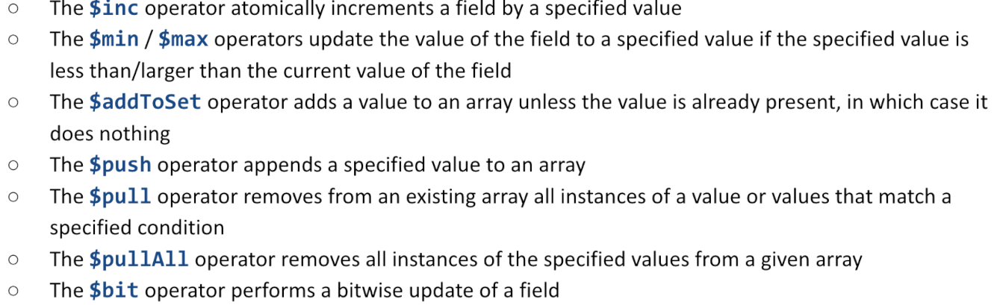 ○ The $inc operator atomically increments a field by a specified value
○ The $min / $max operators update the value of the field to a specified value if the specified value is
less than/larger than the current value of the field
○ The $addToSet operator adds a value to an array unless the value is already present, in which case it
does nothing
○ The $push operator appends a specified value to an array
○ The $pull operator removes from an existing array all instances of a value or values that match a
specified condition
○ The $pullAll operator removes all instances of the specified values from a given array
○ The $bit operator performs a bitwise update of a field